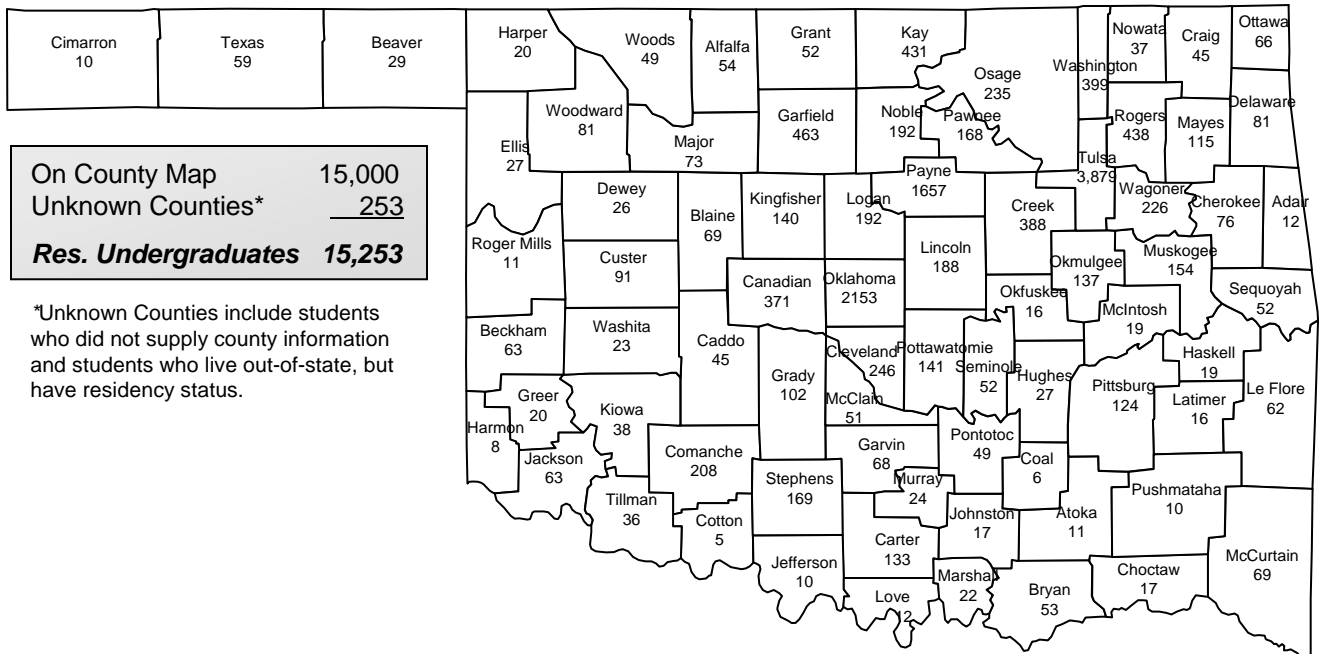 Cimarron
10
Texas
59
Beaver
29
Harper
20
Woods
49
Alfalfa
54
Grant
52
Kay
431
Osage
235
Washington
399
Nowata
37
Craig
45
Ottawa
66
Ellis
27
Woodward
81
Major
73
Garfield
463
Noble
192
Pawnee
168
Rogers
438
Mayes
115
Delaware
81
Tulsa
3,879
On County Map 15,000
Unknown Counties* 253
Res. Undergraduates 15,253
*Unknown Counties include students
who did not supply county information
and students who live out-of-state, but
have residency status.
Roger Mills
11
Dewey
26
Blaine
69
Kingfisher
140
Logan
192
Payne
1657
Creek
388
Wagoner
226
Cherokee
76
Adair
12
Custer
91
Canadian
371
Oklahoma
2153
Lincoln
188
Okmulgee
137
Muskogee
154
Okfuskee
16
McIntosh
19
Sequoyah
52
Beckham
63
Washita
23
Caddo
45
Grady
102
Cleveland
246
McClain
51
Pottawatomie
141
Seminole
52
Hughes
27
Pittsburg
124
Haskell
19
Latimer
16
Le Flore
62
Harmon
8
Greer
20
Kiowa
38
Jackson
63
Comanche
208
Tillman
36
Cotton
5
Stephens
169
Garvin
68
Murray
24
Pontotoc
49
Coal
6
Johnston
17
Atoka
11
Pushmataha
10
McCurtain
69
Jefferson
10
Carter
133
Love
12
Marshal
22
Bryan
53
Choctaw
17